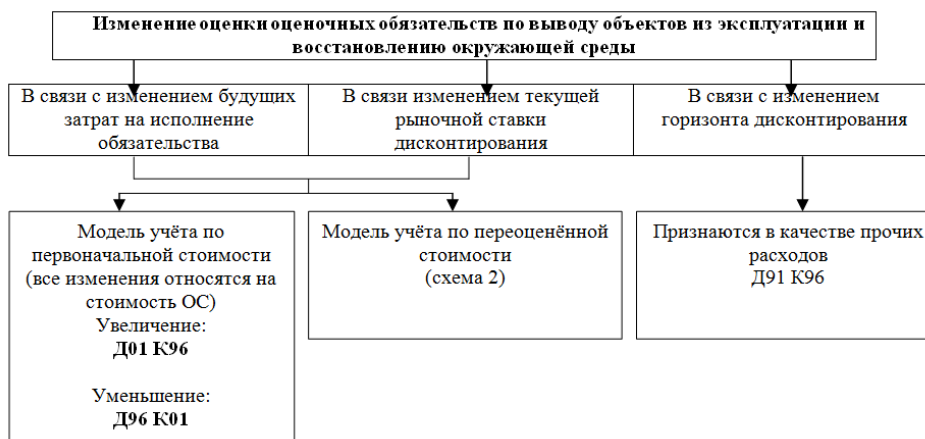 Изменение оценки оценочных обязательств по выводу объектов из эксплуатации и
восстановлению окружающей среды
В связи с изменением будущих
затрат на исполнение
обязательства
В связи изменением текущей
рыночной ставки
дисконтирования
В связи с изменением
горизонта дисконтирования
Модель учёта по
первоначальной стоимости
(все изменения относятся на
стоимость ОС)
Увеличение:
Д01 К96
Уменьшение:
Д96 К01
Модель учёта по переоценённой
стоимости
(схема 2)
Признаются в качестве прочих
расходов
Д91 К96